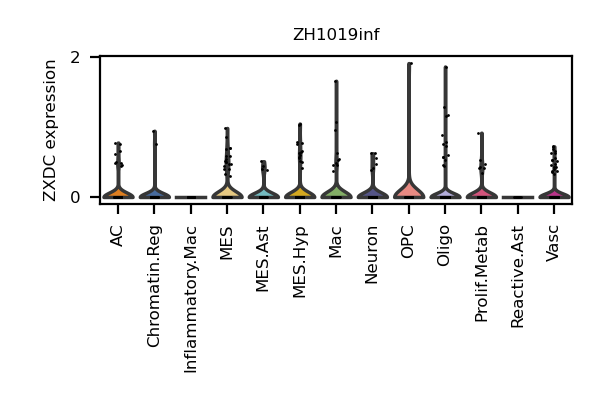 ZH1019inf
ZXDC expression
2
0
AC
Chromatin.Reg
Inflammatory.Mac
MES
MES.Ast
MES.Hyp
Mac
Neuron
OPC
Oligo
Prolif.Metab
Reactive.Ast
Vasc